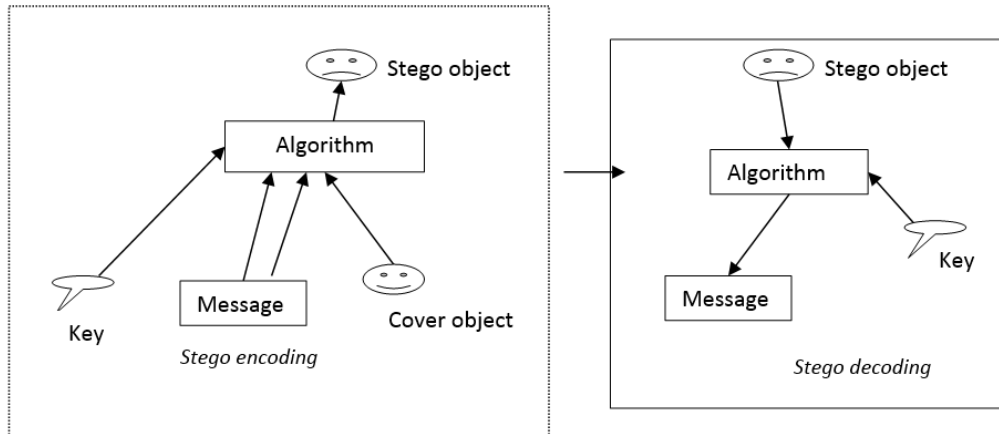 Stego object
Algorithm
Message
Key
Cover object
Stego encoding
Stego object
Algorithm
Key
Message
Stego decoding